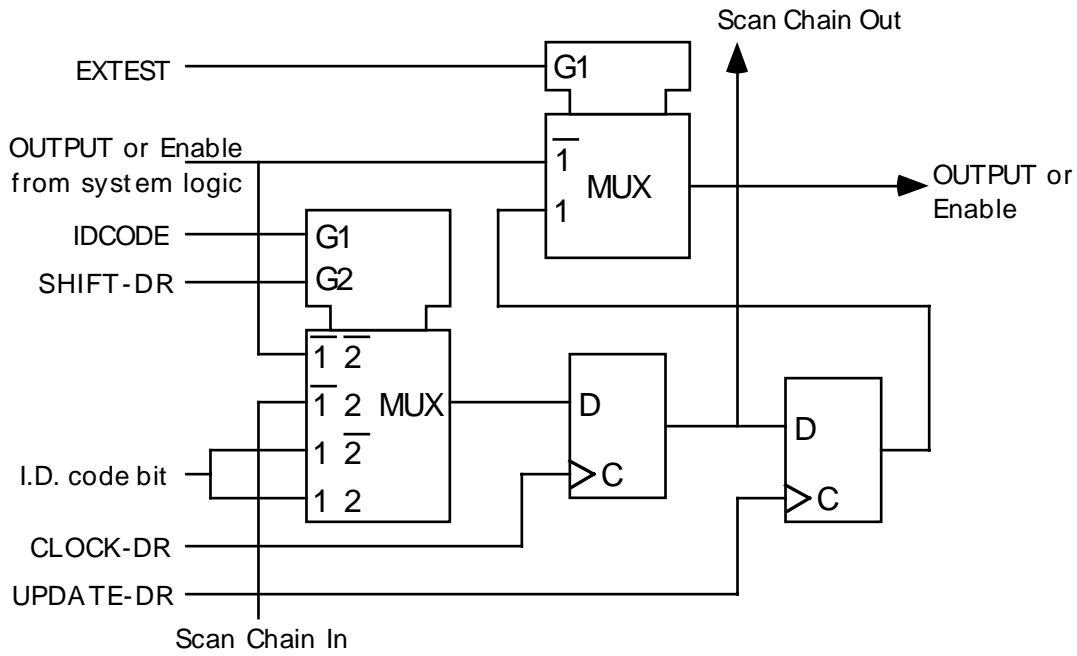 Scan Chain Out
EXTEST
G1
OUTPUT or Enable
from system logic
1
MUX
1
OUTPUT or
Enable
IDCODE
G1
SHIFT-DR
G2
1 2
1 2 MUX
1 2
1 2
D
C
D
C
I.D. code bit
CLOCK-DR
UPDATE-DR
Scan Chain In